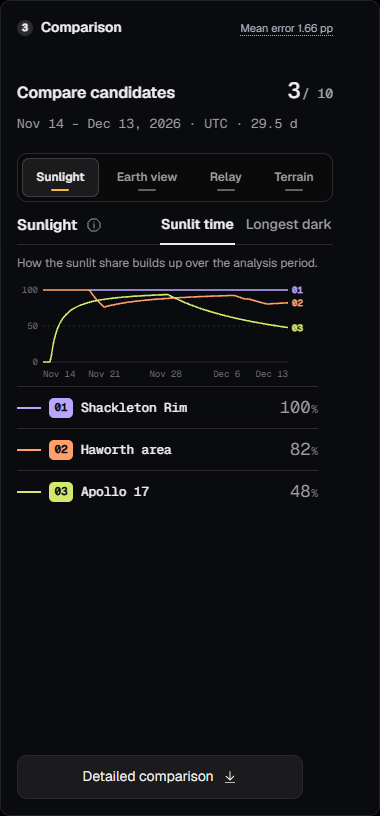 3 Comparison Mean error 1.66 pp
Compare candidates 3 / 10
Nov 14 – Dec 13, 2026 · UTC · 29.5 d
Sunlight Earth view Relay Terrain
Sunlight Sunlit time Longest dark
How the sunlit share builds up over the analysis period.
100 01
02
50 03
0
Nov 14 Nov 21 Nov 28 Dec 6 Dec 13
01 Shackleton Rim 100%
02 Haworth area 82%
03 Apollo 17 48%
Detailed comparison